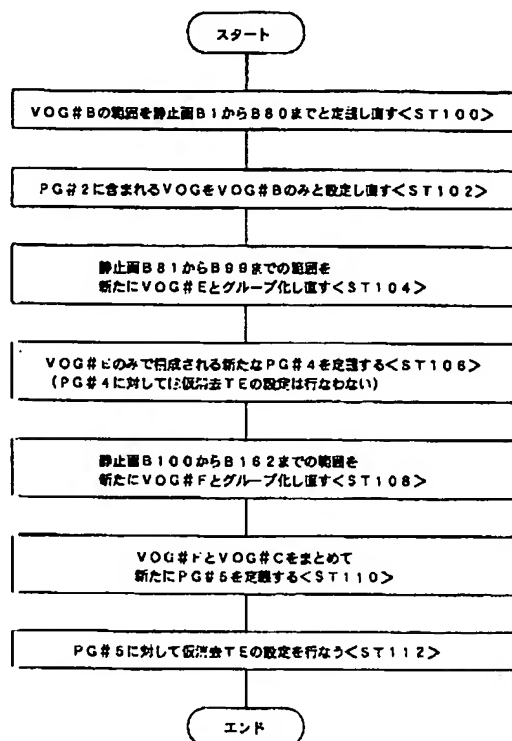 スタート
VOG#Bの範囲を静止画B1からB80までと定義し直す<ST100>
PG#2に含まれるVOGをVOG#Bのみと設定し直す<ST102>
静止画B81からB99までの範囲を
新たにVOG#Eとグループ化し直す<ST104>
VOG#Eのみで構成される新たなPG#4を定義する<ST106>
(PG#4に対しては仮消去TEの設定は行なわない)
静止画B100からB162までの範囲を
新たにVOG#Fとグループ化し直す<ST108>
VOG#FとVOG#Cをまとめて
新たにPG#5を定義する<ST110>
PG#5に対して仮消去TEの設定を行なう<ST112>
エンド